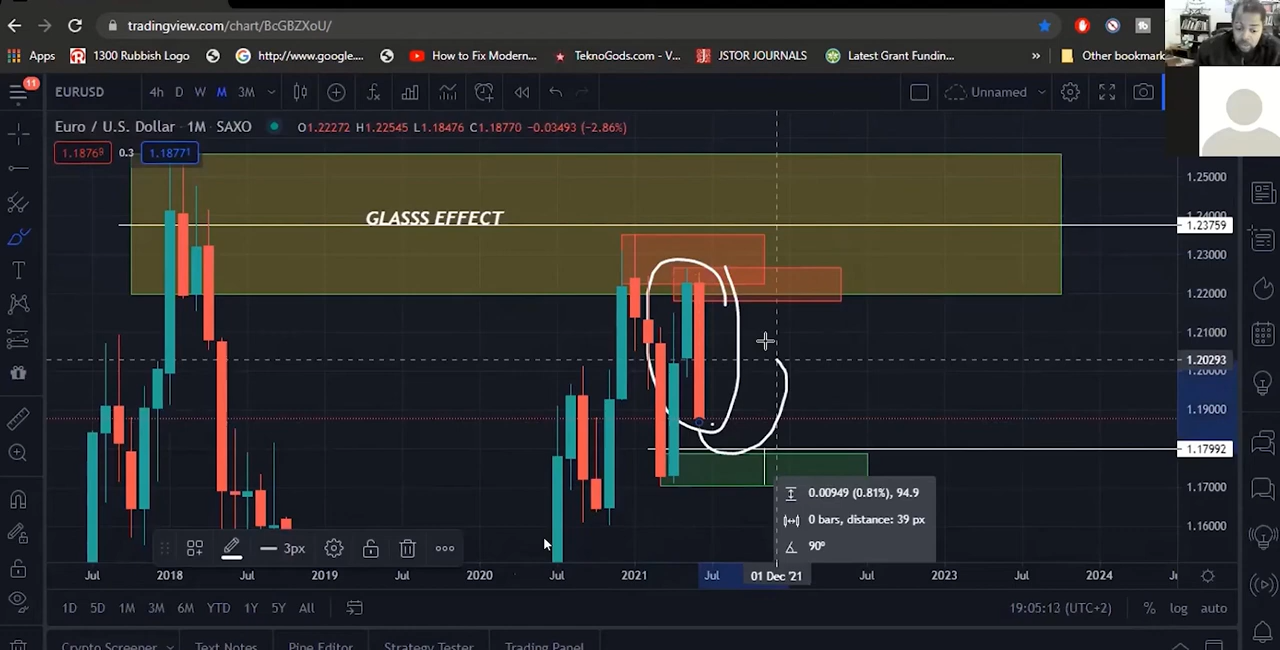 tradingview.com/chart/BcGBZXoU/
Apps 1300 Rubbish Logo http://www.google.... How to Fix Modern... TeknoGods.com - V... JSTOR JOURNALS Latest Grant Fundin... » Other bookmark
11 EURUSD 4h D W M 3M Unnamed
Euro / U.S. Dollar · 1M · SAXO O1.22272 H1.22545 L1.18476 C1.18770 -0.03493 (-2.86%)
1.18769 0.3 1.18771
1.25000
GLASSS EFFECT
1.24000
1.23759
1.23000
1.22000
1.21000
1.20293
1.20000
1.19000
1.17992
1.17000
0.00949 (0.81%), 94.9
0 bars, distance: 39 px
90°
1.16000
3px
Jul 2018 Jul 2019 Jul 2020 Jul 2021 Jul 01 Dec '21 Jul 2023 Jul 2024
1D 5D 1M 3M 6M YTD 1Y 5Y All 19:05:13 (UTC+2) % log auto
Crypto Screener Text Notes Pine Editor Strategy Tester Trading Panel